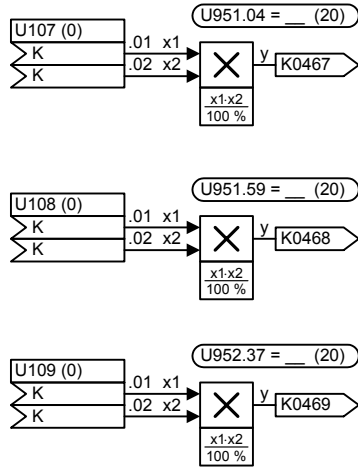 U951.04 = __ (20)
U107 (0)
K .01 x1
K .02 x2
y K0467
x1·x2
100 %
U951.59 = __ (20)
U108 (0)
K .01 x1
K .02 x2
y K0468
x1·x2
100 %
U952.37 = __ (20)
U109 (0)
K .01 x1
K .02 x2
y K0469
x1·x2
100 %